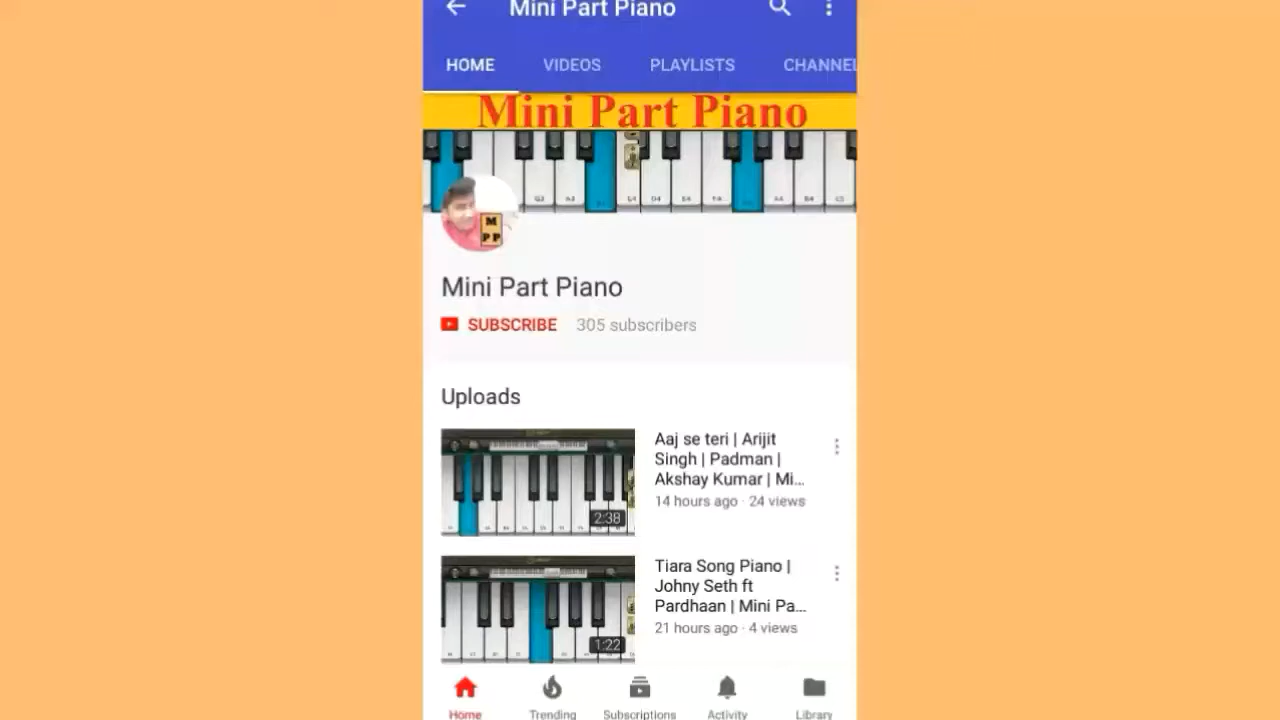 Mini Part Piano
HOME VIDEOS PLAYLISTS CHANNEL
Mini Part Piano
M
PP
Mini Part Piano
SUBSCRIBE 305 subscribers
Uploads
Aaj se teri | Arijit
Singh | Padman |
Akshay Kumar | Mi...
14 hours ago · 24 views
2:38
Tiara Song Piano |
Johny Seth ft
Pardhaan | Mini Pa...
21 hours ago · 4 views
1:22
Home Trending Subscriptions Activity Library